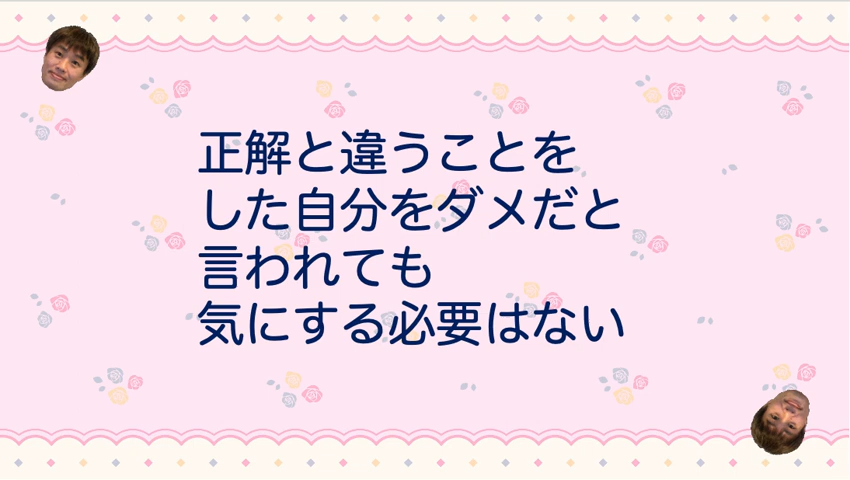 正解と違うことを
した自分をダメだと
言われても
気にする必要はない